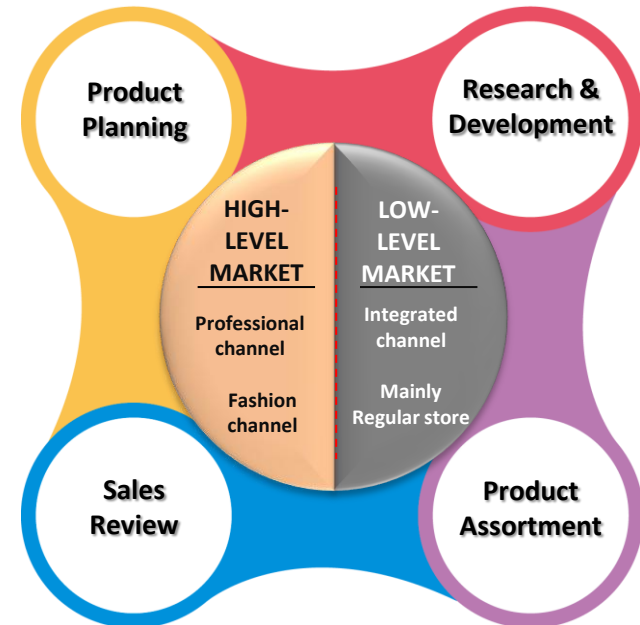 Product
Planning
Research &
Development
HIGH-
LEVEL
MARKET
Professional
channel
Fashion
channel
LOW-
LEVEL
MARKET
Integrated
channel
Mainly
Regular store
Sales
Review
Product
Assortment